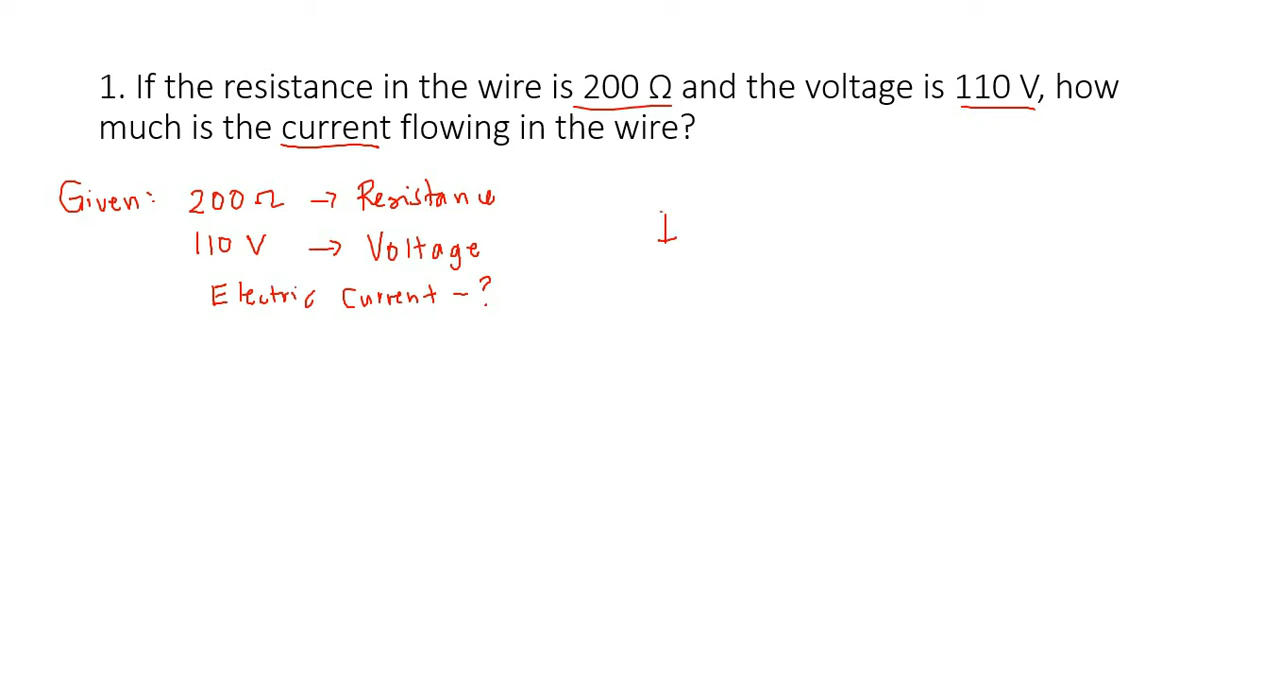 1. If the resistance in the wire is 200 Ω and the voltage is 110 V, how
much is the current flowing in the wire?
Given: 200 Ω → Resistance
110 V → Voltage
Electric Current - ?
I